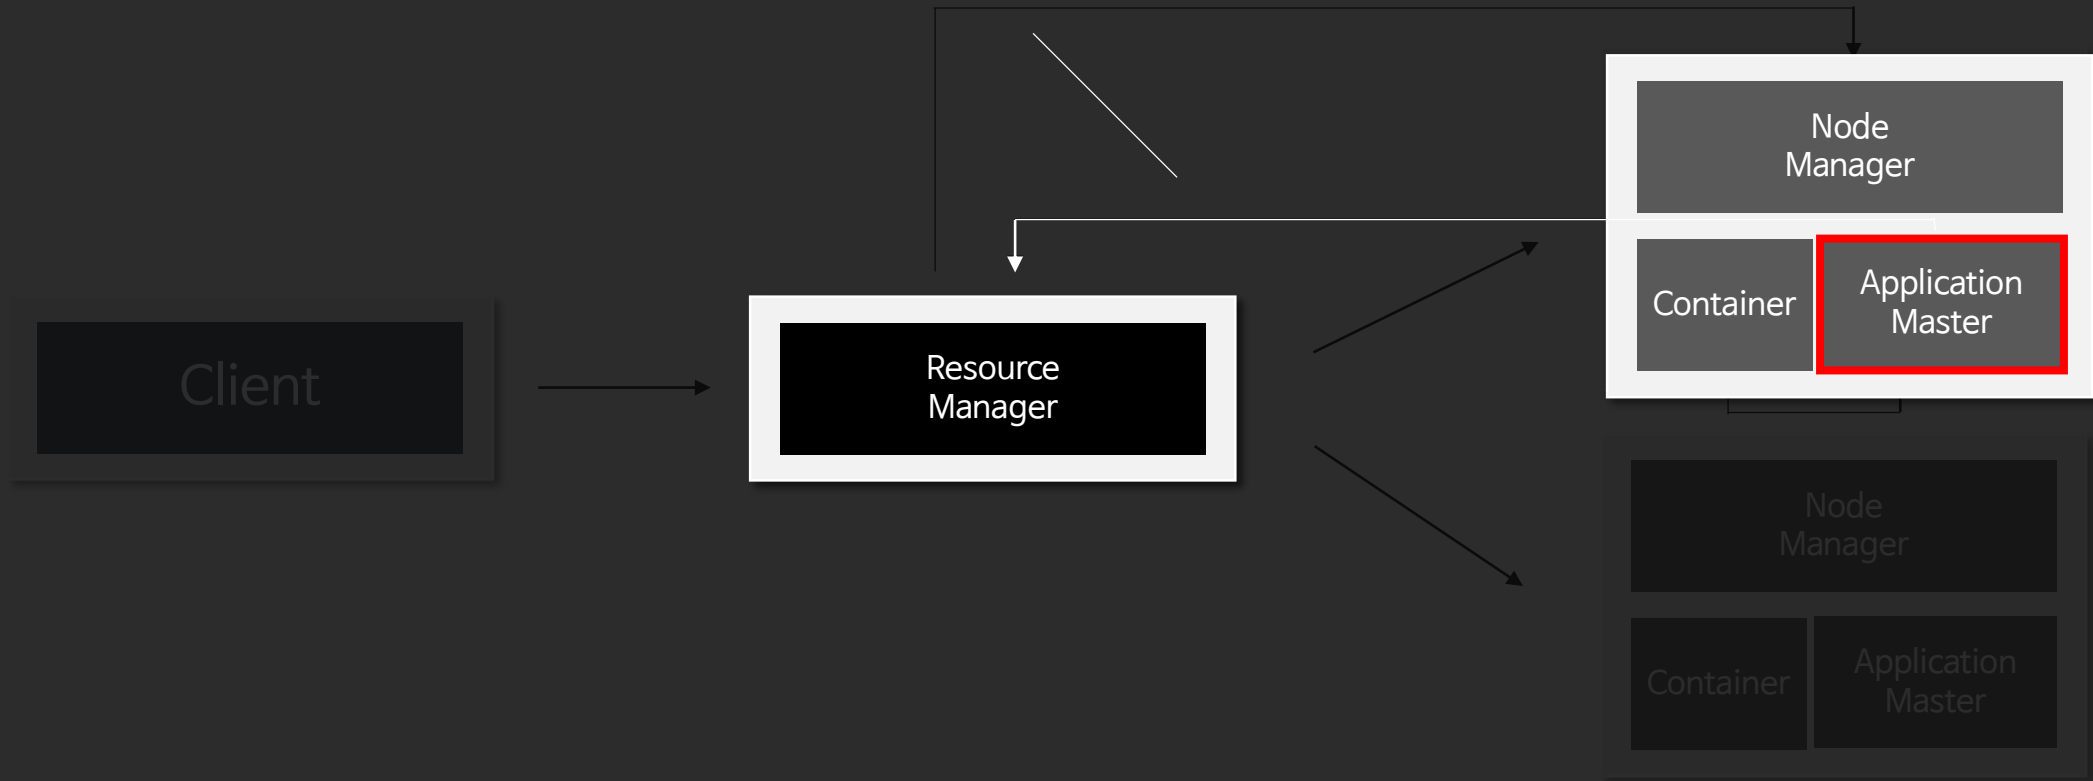 Node
Manager
Container
Application
Master
Client
Resource
Manager
Node
Manager
Container
Application
Master